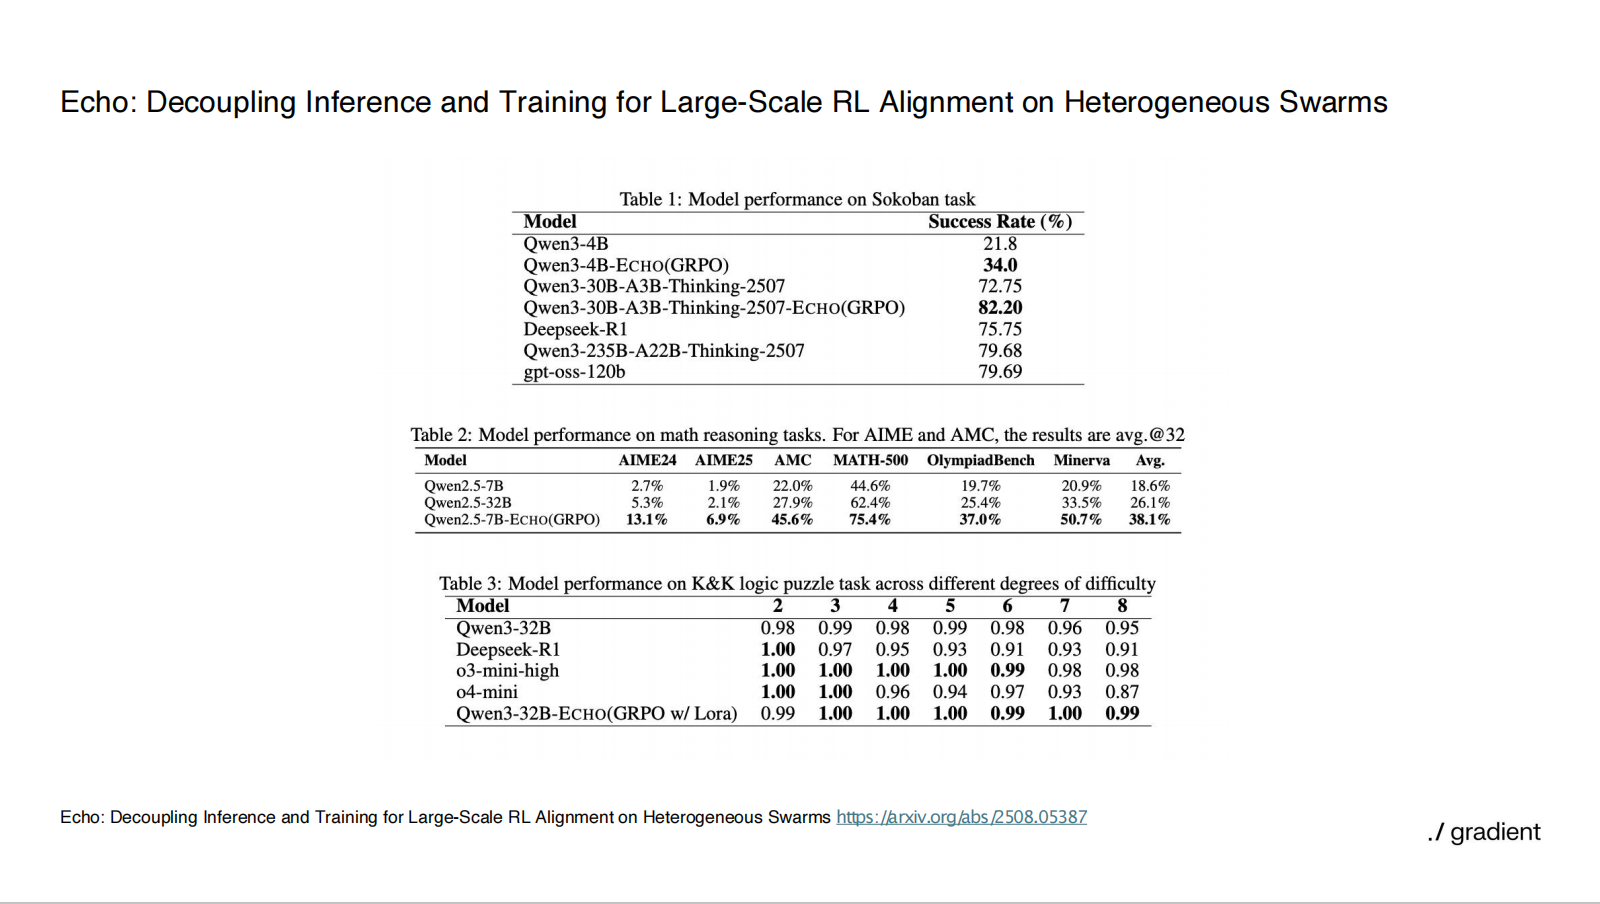 Echo: Decoupling Inference and Training for Large-Scale RL Alignment on Heterogeneous Swarms
Table 1: Model performance on Sokoban task
Model Success Rate (%)
Qwen3-4B 21.8
Qwen3-4B-ECHO(GRPO) 34.0
Qwen3-30B-A3B-Thinking-2507 72.75
Qwen3-30B-A3B-Thinking-2507-ECHO(GRPO) 82.20
Deepseek-R1 75.75
Qwen3-235B-A22B-Thinking-2507 79.68
gpt-oss-120b 79.69
Table 2: Model performance on math reasoning tasks. For AIME and AMC, the results are avg.@32
Model AIME24 AIME25 AMC MATH-500 OlympiadBench Minerva Avg.
Qwen2.5-7B 2.7% 1.9% 22.0% 44.6% 19.7% 20.9% 18.6%
Qwen2.5-32B 5.3% 2.1% 27.9% 62.4% 25.4% 33.5% 26.1%
Qwen2.5-7B-ECHO(GRPO) 13.1% 6.9% 45.6% 75.4% 37.0% 50.7% 38.1%
Table 3: Model performance on K&K logic puzzle task across different degrees of difficulty
Model 2 3 4 5 6 7 8
Qwen3-32B 0.98 0.99 0.98 0.99 0.98 0.96 0.95
Deepseek-R1 1.00 0.97 0.95 0.93 0.91 0.93 0.91
o3-mini-high 1.00 1.00 1.00 1.00 0.99 0.98 0.98
o4-mini 1.00 1.00 0.96 0.94 0.97 0.93 0.87
Qwen3-32B-ECHO(GRPO w/ Lora) 0.99 1.00 1.00 1.00 0.99 1.00 0.99
Echo: Decoupling Inference and Training for Large-Scale RL Alignment on Heterogeneous Swarms https://arxiv.org/abs/2508.05387
./ gradient